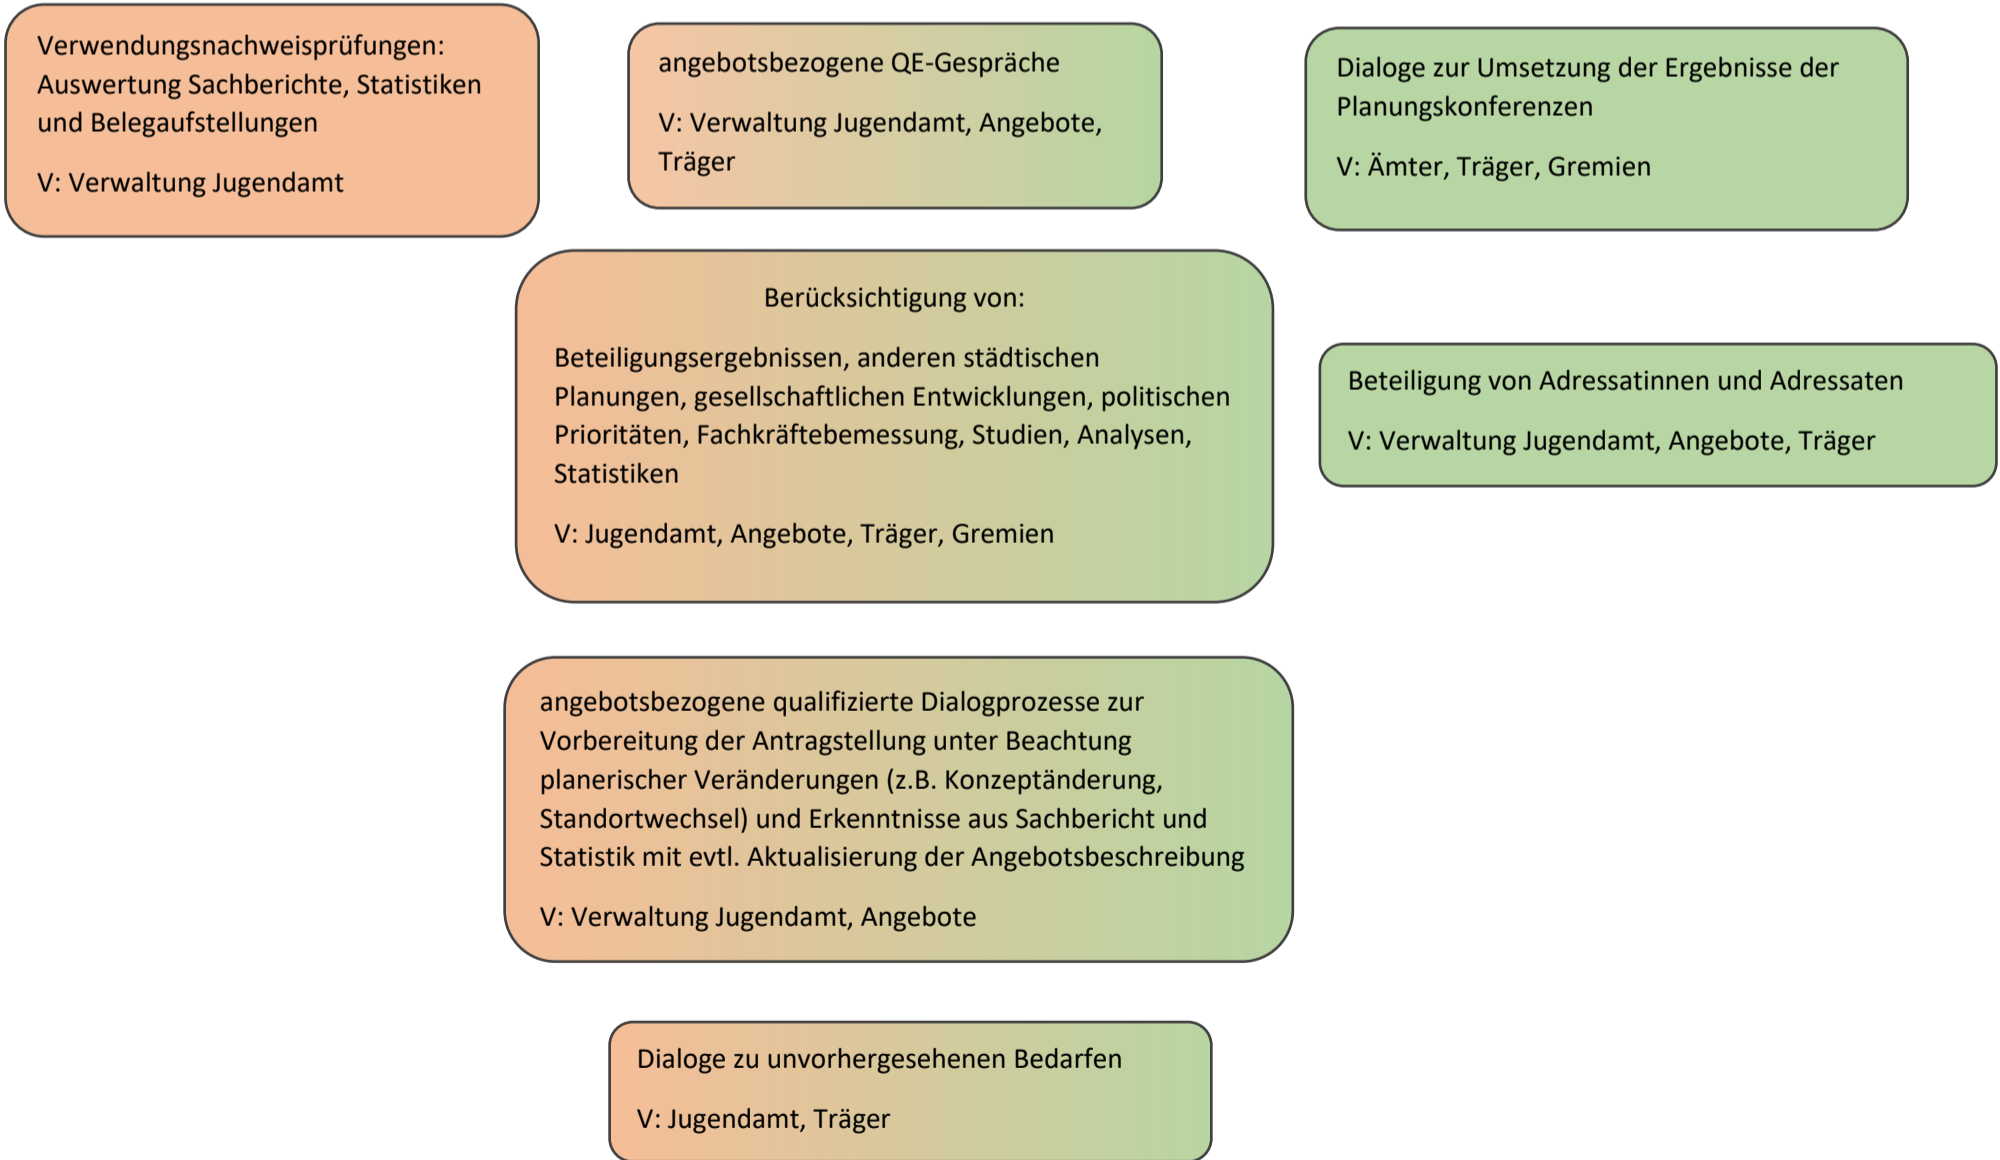 Verwendungsnachweisprüfungen:
Auswertung Sachberichte, Statistiken
und Belegaufstellungen
V: Verwaltung Jugendamt
angebotsbezogene QE-Gespräche
V: Verwaltung Jugendamt, Angebote,
Träger
Dialoge zur Umsetzung der Ergebnisse der
Planungskonferenzen
V: Ämter, Träger, Gremien
Berücksichtigung von:
Beteiligungsergebnissen, anderen städtischen
Planungen, gesellschaftlichen Entwicklungen, politischen
Prioritäten, Fachkräftebemessung, Studien, Analysen,
Statistiken
V: Jugendamt, Angebote, Träger, Gremien
Beteiligung von Adressatinnen und Adressaten
V: Verwaltung Jugendamt, Angebote, Träger
angebotsbezogene qualifizierte Dialogprozesse zur
Vorbereitung der Antragstellung unter Beachtung
planerischer Veränderungen (z.B. Konzeptänderung,
Standortwechsel) und Erkenntnisse aus Sachbericht und
Statistik mit evtl. Aktualisierung der Angebotsbeschreibung
V: Verwaltung Jugendamt, Angebote
Dialoge zu unvorhergesehenen Bedarfen
V: Jugendamt, Träger